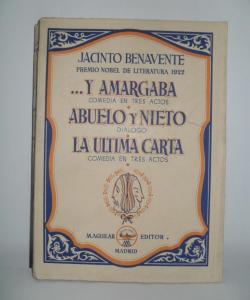 JACINTO BENAVENTE
PREMIO NOBEL DE LITERATURA 1922
...Y AMARGABA
COMEDIA EN TRES ACTOS
ABUELO Y NIETO
DIALOGO
LA ULTIMA CARTA
COMEDIA EN TRES ACTOS
M.AGUILAR EDITOR.
MADRID